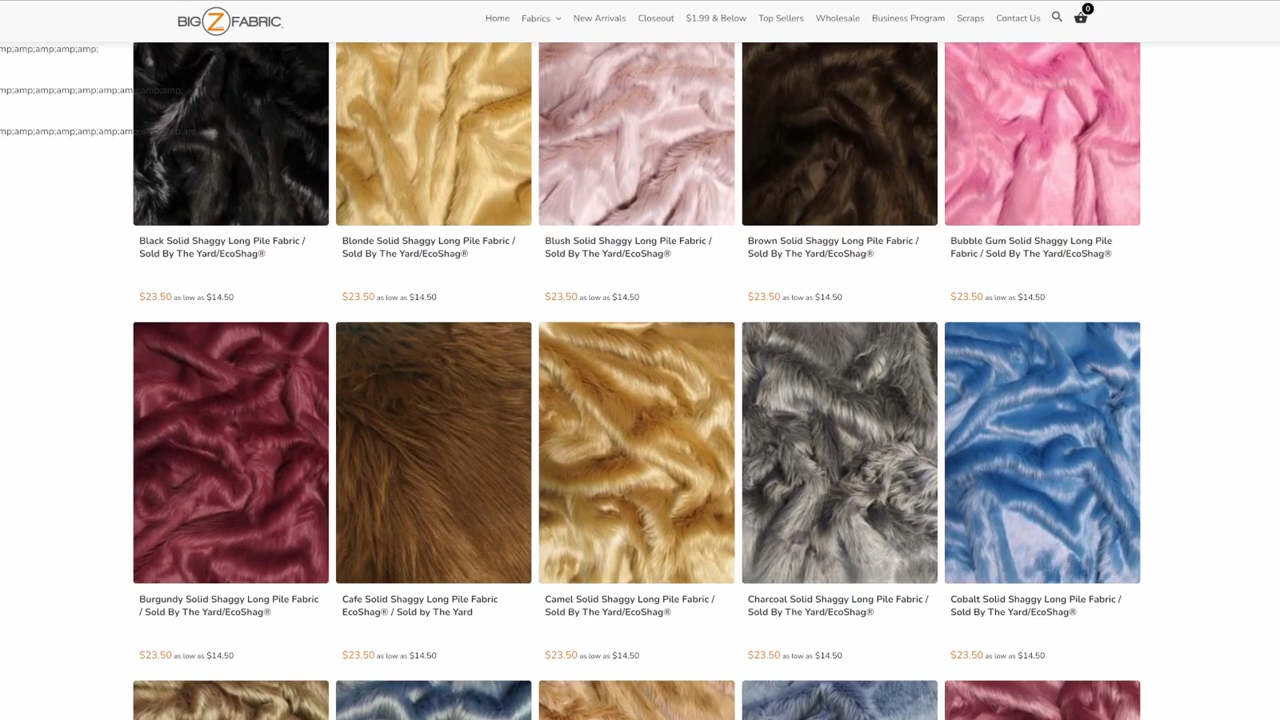 BIG Z FABRIC
Home Fabrics New Arrivals Closeout $1.99 & Below Top Sellers Wholesale Business Program Scraps Contact Us 0
mp;amp;amp;amp;
mp;amp;amp;amp;amp;amp;amp;amp;
Black Solid Shaggy Long Pile Fabric /
Sold By The Yard/EcoShag®
$23.50 as low as $14.50
Blonde Solid Shaggy Long Pile Fabric /
Sold By The Yard/EcoShag®
$23.50 as low as $14.50
Blush Solid Shaggy Long Pile Fabric /
Sold By The Yard/EcoShag®
$23.50 as low as $14.50
Brown Solid Shaggy Long Pile Fabric /
Sold By The Yard/EcoShag®
$23.50 as low as $14.50
Bubble Gum Solid Shaggy Long Pile
Fabric / Sold By The Yard/EcoShag®
$23.50 as low as $14.50
Burgundy Solid Shaggy Long Pile Fabric
/ Sold By The Yard/EcoShag®
$23.50 as low as $14.50
Cafe Solid Shaggy Long Pile Fabric
EcoShag® / Sold by The Yard
$23.50 as low as $14.50
Camel Solid Shaggy Long Pile Fabric /
Sold By The Yard/EcoShag®
$23.50 as low as $14.50
Charcoal Solid Shaggy Long Pile Fabric /
Sold By The Yard/EcoShag®
$23.50 as low as $14.50
Cobalt Solid Shaggy Long Pile Fabric /
Sold By The Yard/EcoShag®
$23.50 as low as $14.50